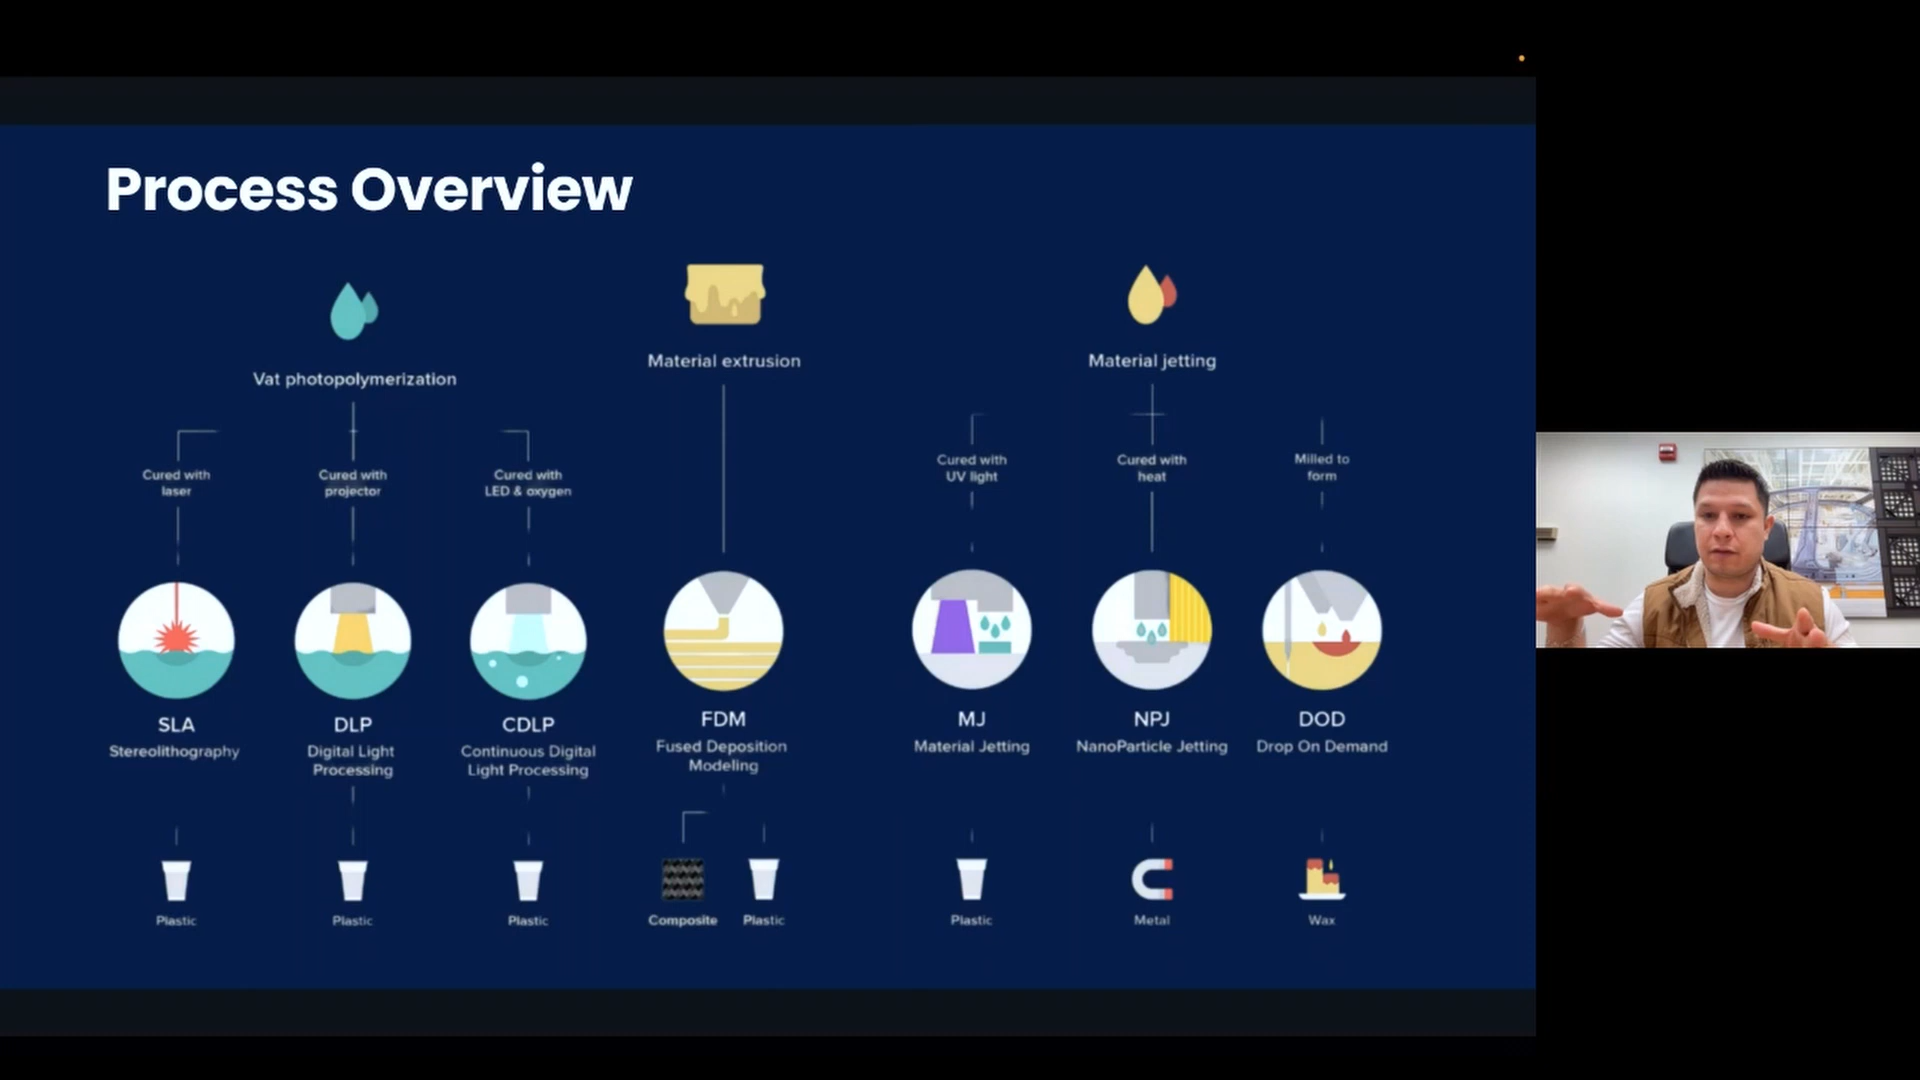 Process Overview
Vat photopolymerization
Material extrusion
Material jetting
Cured with
laser
Cured with
projector
Cured with
LED & oxygen
Cured with
UV light
Cured with
heat
Milled to
form
SLA
Stereolithography
DLP
Digital Light
Processing
CDLP
Continuous Digital
Light Processing
FDM
Fused Deposition
Modeling
MJ
Material Jetting
NPJ
NanoParticle Jetting
DOD
Drop On Demand
Plastic
Plastic
Plastic
Composite
Plastic
Plastic
Metal
Wax